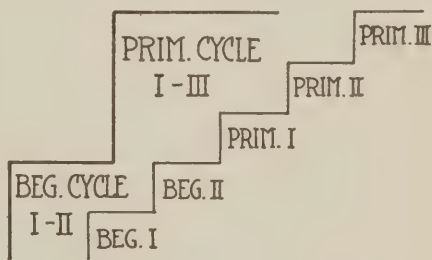 PRIM. CYCLE
I-III
PRIM. III
PRIM. II
PRIM. I
BEG. CYCLE
I-II
BEG. II
BEG. I